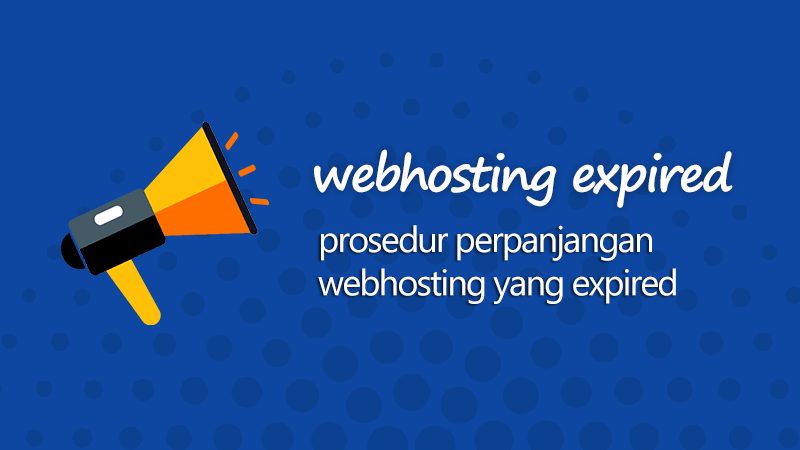 webhosting expired
prosedur perpanjangan
webhosting yang expired